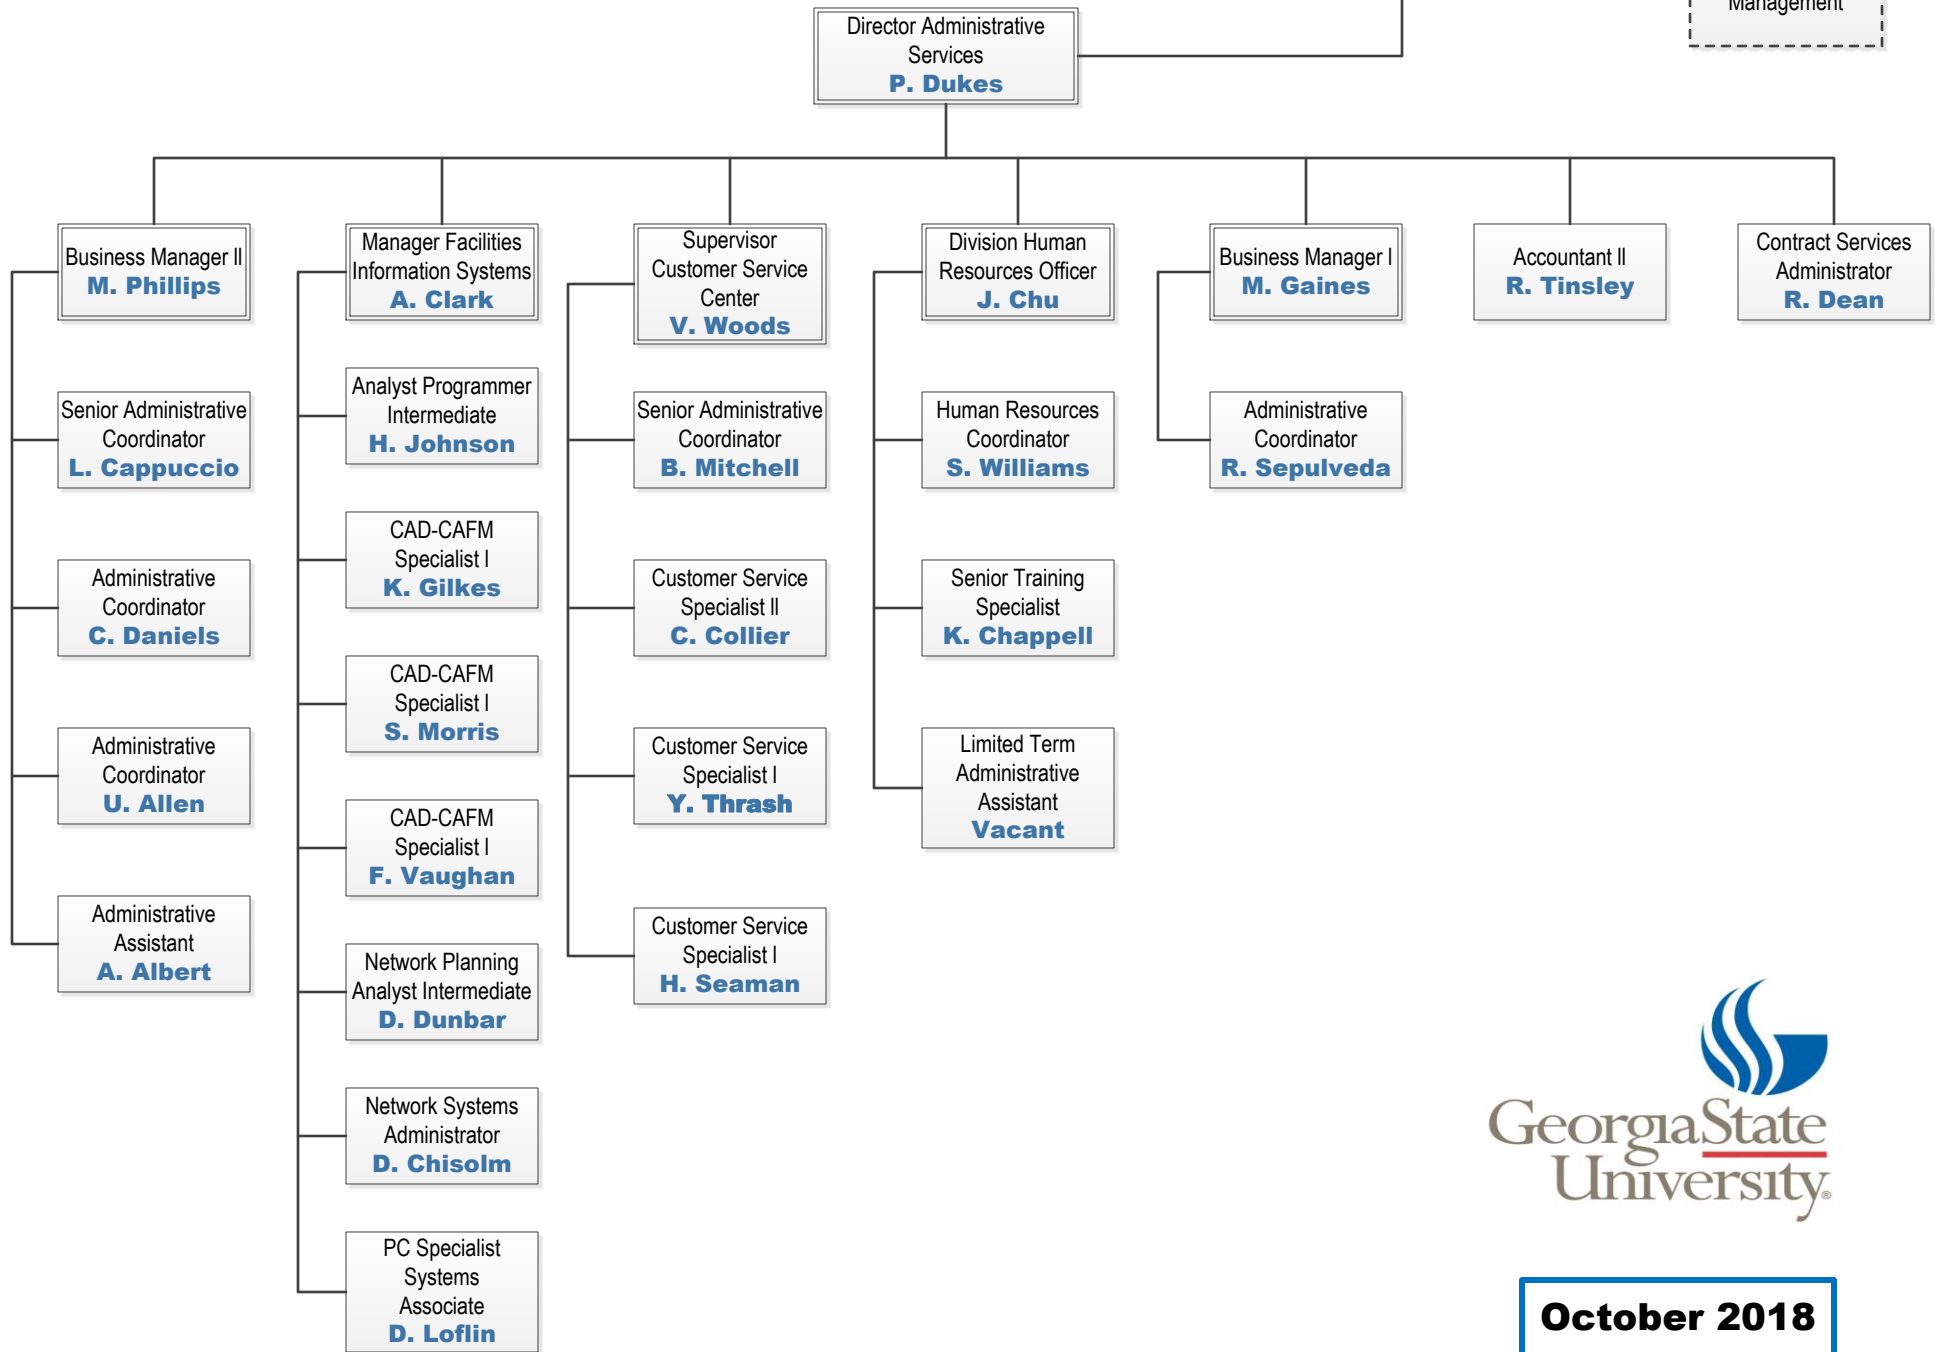 Management
Director Administrative
Services
P. Dukes
Business Manager II
M. Phillips
Senior Administrative
Coordinator
L. Cappuccio
Administrative
Coordinator
C. Daniels
Administrative
Coordinator
U. Allen
Administrative
Assistant
A. Albert
Manager Facilities
Information Systems
A. Clark
Analyst Programmer
Intermediate
H. Johnson
CAD-CAFM
Specialist I
K. Gilkes
CAD-CAFM
Specialist I
S. Morris
CAD-CAFM
Specialist I
F. Vaughan
Network Planning
Analyst Intermediate
D. Dunbar
Network Systems
Administrator
D. Chisolm
PC Specialist
Systems
Associate
D. Loflin
Supervisor
Customer Service
Center
V. Woods
Senior Administrative
Coordinator
B. Mitchell
Customer Service
Specialist II
C. Collier
Customer Service
Specialist I
Y. Thrash
Customer Service
Specialist I
H. Seaman
Division Human
Resources Officer
J. Chu
Human Resources
Coordinator
S. Williams
Senior Training
Specialist
K. Chappell
Limited Term
Administrative
Assistant
Vacant
Business Manager I
M. Gaines
Administrative
Coordinator
R. Sepulveda
Accountant II
R. Tinsley
Contract Services
Administrator
R. Dean
GeorgiaState
University®
October 2018